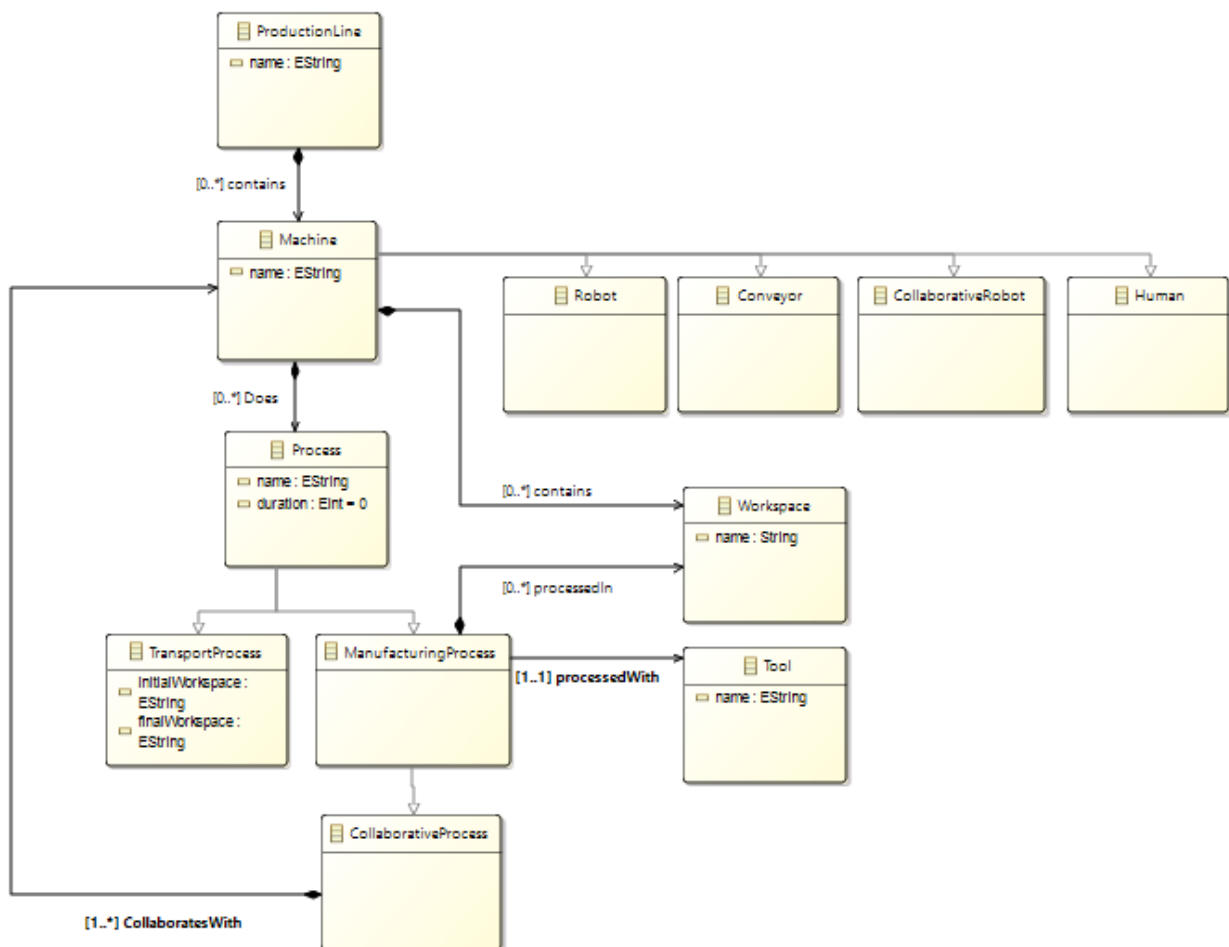 ProductionLine
name : EString
[0..*] contains
Machine
name : EString
Robot
Conveyor
CollaborativeRobot
Human
[0..*] Does
Process
name : EString
duration : EInt = 0
[0..*] contains
Workspace
name : String
[0..*] processedIn
TransportProcess
initialWorkspace :
EString
finalWorkspace :
EString
ManufacturingProcess
[1..1] processedWith
Tool
name : EString
CollaborativeProcess
[1..*] CollaboratesWith